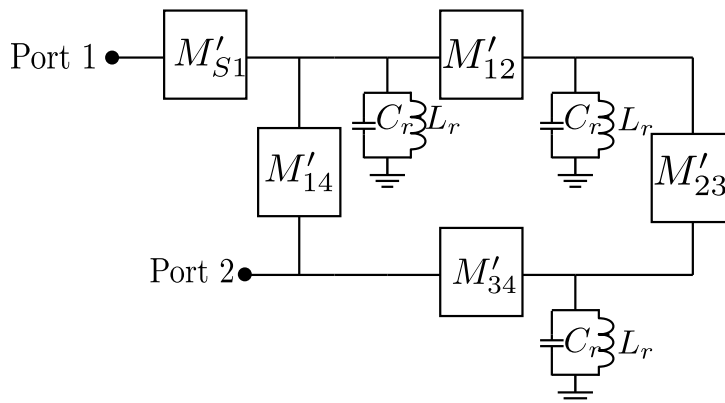 Port 1
M′S1
M′12
Cr Lr
Cr Lr
M′14
M′23
Port 2
M′34
Cr Lr